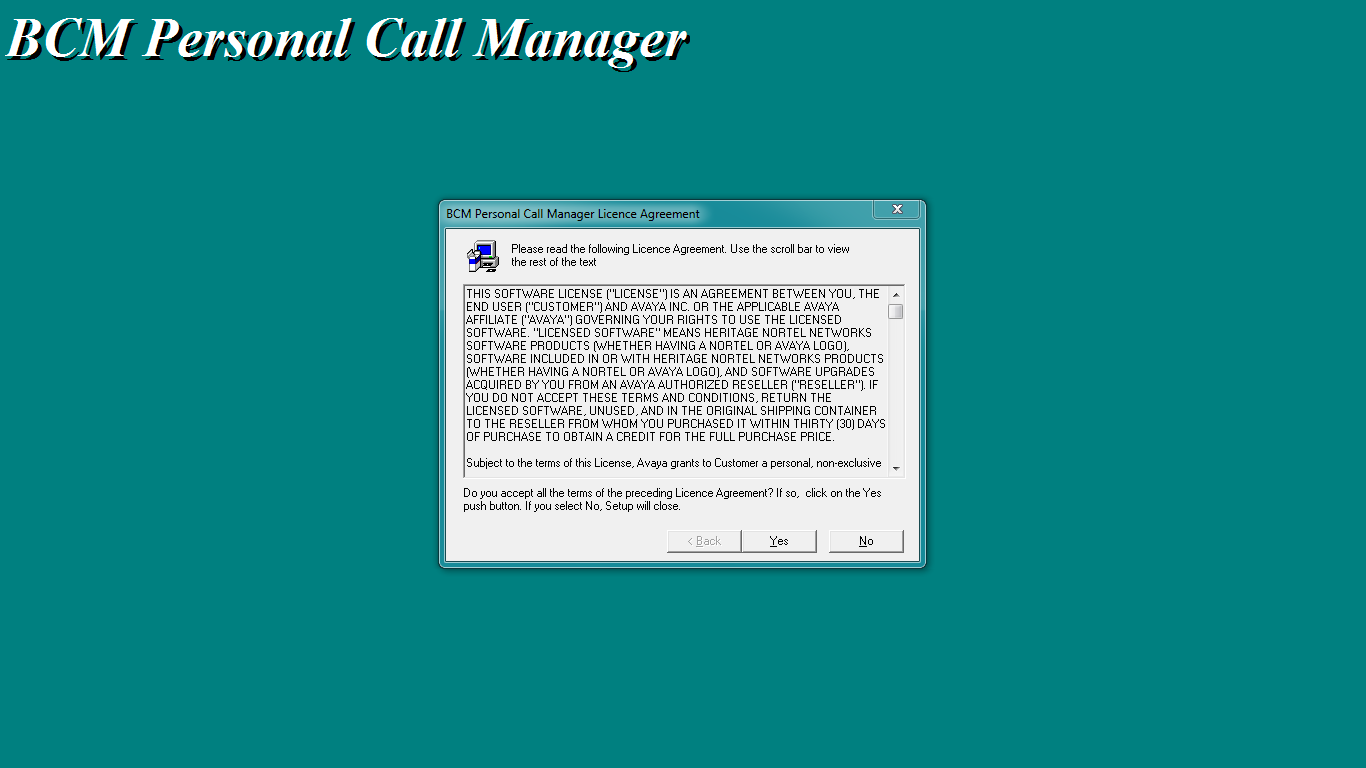 BCM Personal Call Manager
BCM Personal Call Manager Licence Agreement
Please read the following Licence Agreement. Use the scroll bar to view
the rest of the text
THIS SOFTWARE LICENSE ("LICENSE") IS AN AGREEMENT BETWEEN YOU, THE
END USER ("CUSTOMER") AND AVAYA INC. OR THE APPLICABLE AVAYA
AFFILIATE ("AVAYA") GOVERNING YOUR RIGHTS TO USE THE LICENSED
SOFTWARE. "LICENSED SOFTWARE" MEANS HERITAGE NORTEL NETWORKS
SOFTWARE PRODUCTS (WHETHER HAVING A NORTEL OR AVAYA LOGO),
SOFTWARE INCLUDED IN OR WITH HERITAGE NORTEL NETWORKS PRODUCTS
(WHETHER HAVING A NORTEL OR AVAYA LOGO), AND SOFTWARE UPGRADES
ACQUIRED BY YOU FROM AN AVAYA AUTHORIZED RESELLER ("RESELLER"). IF
YOU DO NOT ACCEPT THESE TERMS AND CONDITIONS, RETURN THE
LICENSED SOFTWARE, UNUSED, AND IN THE ORIGINAL SHIPPING CONTAINER
TO THE RESELLER FROM WHOM YOU PURCHASED IT WITHIN THIRTY (30) DAYS
OF PURCHASE TO OBTAIN A CREDIT FOR THE FULL PURCHASE PRICE.
Subject to the terms of this License, Avaya grants to Customer a personal, non-exclusive
Do you accept all the terms of the preceding Licence Agreement? If so,  click on the Yes
push button. If you select No, Setup will close.
< Back Yes No